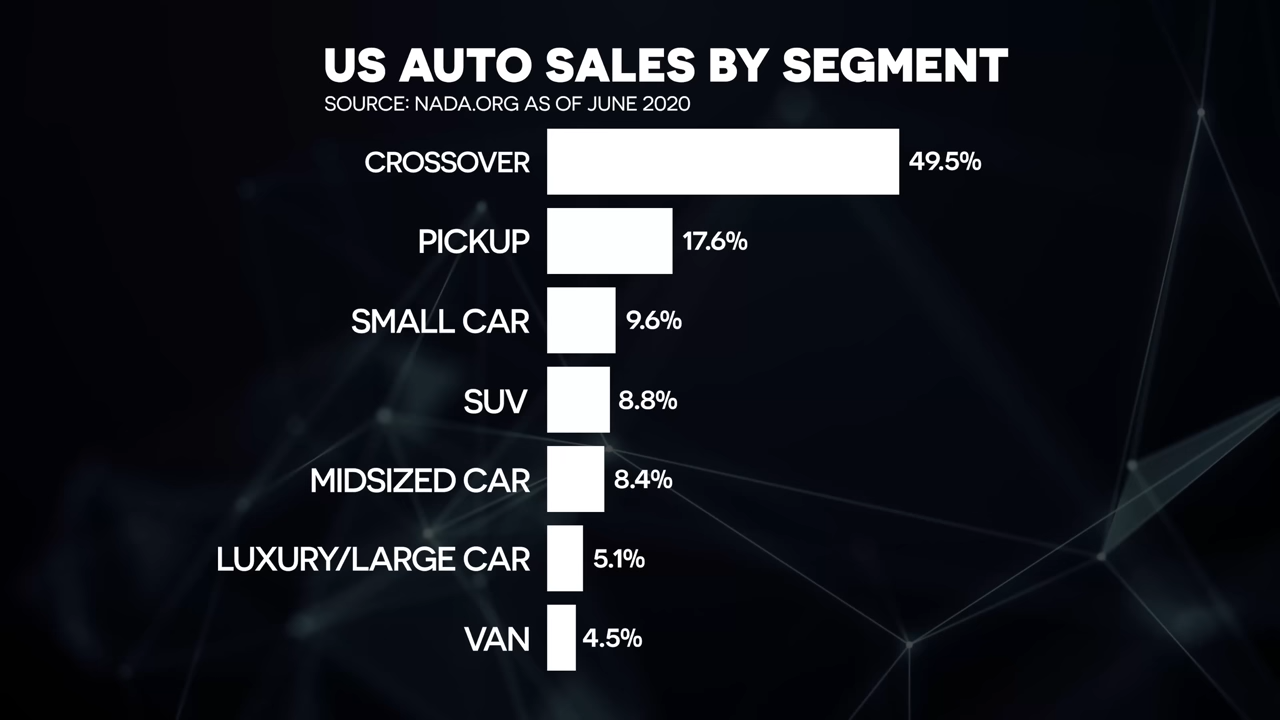 US AUTO SALES BY SEGMENT
SOURCE: NADA.ORG AS OF JUNE 2020
CROSSOVER 49.5%
PICKUP 17.6%
SMALL CAR 9.6%
SUV 8.8%
MIDSIZED CAR 8.4%
LUXURY/LARGE CAR 5.1%
VAN 4.5%